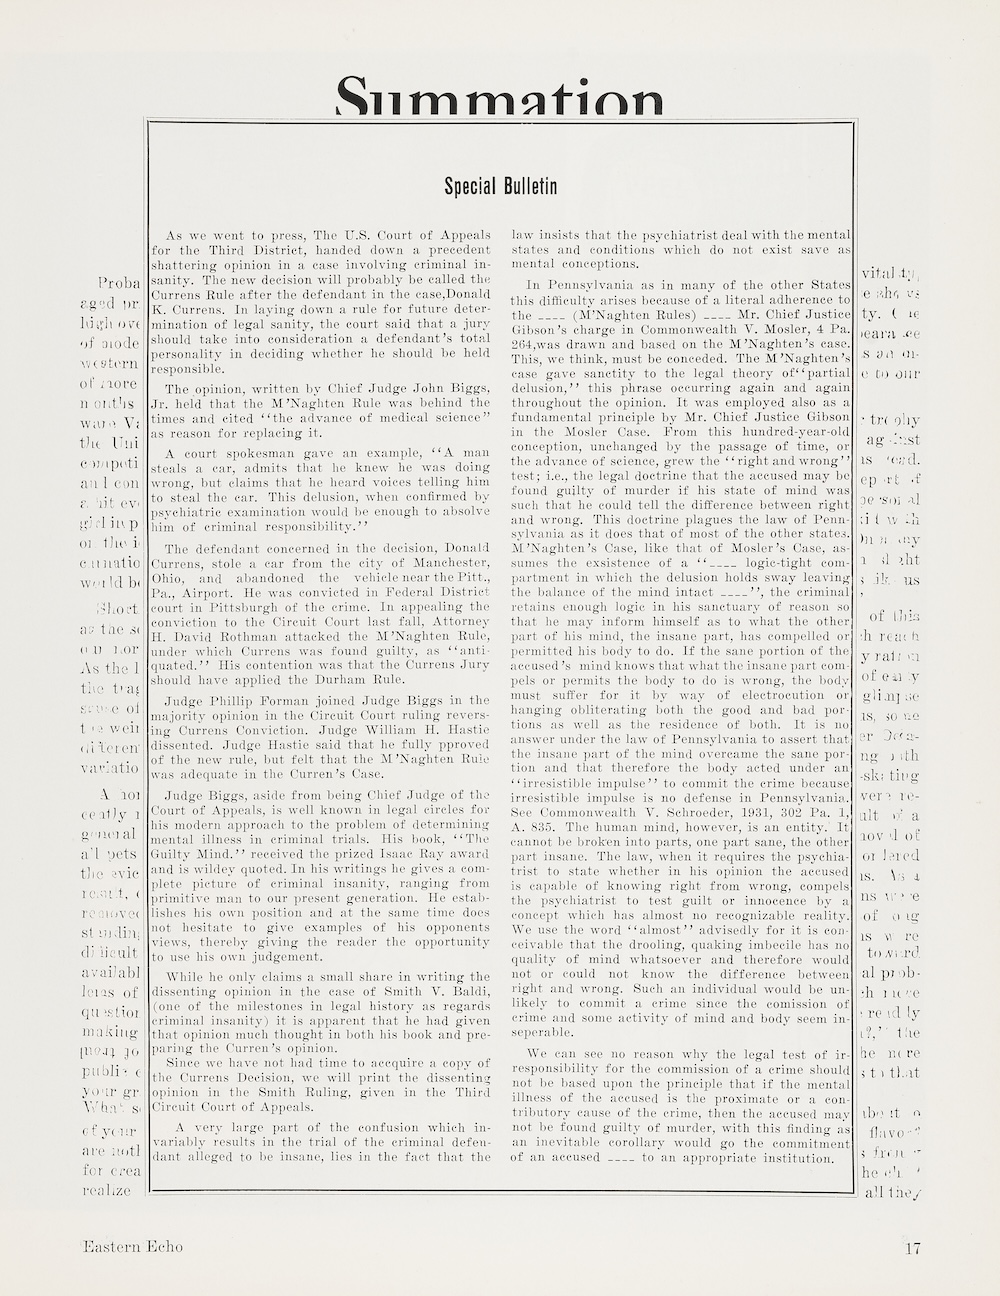 Summation
Special Bulletin
As we went to press, The U.S. Court of Appeals
for the Third District, handed down a precedent
shattering opinion in a case involving criminal in-
sanity. The new decision will probably be called the
Currens Rule after the defendant in the case,Donald
K. Currens. In laying down a rule for future deter-
mination of legal sanity, the court said that a jury
should take into consideration a defendant's total
personality in deciding whether he should be held
responsible.
The opinion, written by Chief Judge John Biggs,
Jr. held that the M'Naghten Rule was behind the
times and cited "the advance of medical science"
as reason for replacing it.
A court spokesman gave an example, "A man
steals a car, admits that he knew he was doing
wrong, but claims that he heard voices telling him
to steal the car. This delusion, when confirmed by
psychiatric examination would be enough to absolve
him of criminal responsibility."
The defendant concerned in the decision, Donald
Currens, stole a car from the city of Manchester,
Ohio, and abandoned the vehicle near the Pitt.,
Pa., Airport. He was convicted in Federal District
court in Pittsburgh of the crime. In appealing the
conviction to the Circuit Court last fall, Attorney
H. David Rothman attacked the M'Naghten Rule,
under which Currens was found guilty, as "anti-
quated." His contention was that the Currens Jury
should have applied the Durham Rule.
Judge Phillip Forman joined Judge Biggs in the
majority opinion in the Circuit Court ruling revers-
ing Currens Conviction. Judge William H. Hastie
dissented. Judge Hastie said that he fully pproved
of the new rule, but felt that the M'Naghten Rule
was adequate in the Curren's Case.
Judge Biggs, aside from being Chief Judge of the
Court of Appeals, is well known in legal circles for
his modern approach to the problem of determining
mental illness in criminal trials. His book, "The
Guilty Mind." received the prized Isaac Ray award
and is wildey quoted. In his writings he gives a com-
plete picture of criminal insanity, ranging from
primitive man to our present generation. He estab-
lishes his own position and at the same time does
not hesitate to give examples of his opponents
views, thereby giving the reader the opportunity
to use his own judgement.
While he only claims a small share in writing the
dissenting opinion in the case of Smith V. Baldi,
(one of the milestones in legal history as regards
criminal insanity) it is apparent that he had given
that opinion much thought in both his book and pre-
paring the Curren's opinion.
Since we have not had time to accquire a copy of
the Currens Decision, we will print the dissenting
opinion in the Smith Ruling, given in the Third
Circuit Court of Appeals.
A very large part of the confusion which in-
variably results in the trial of the criminal defen-
dant alleged to be insane, lies in the fact that the
law insists that the psychiatrist deal with the mental
states and conditions which do not exist save as
mental conceptions.
In Pennsylvania as in many of the other States
this difficulty arises because of a literal adherence to
the ____ (M'Naghten Rules) ____ Mr. Chief Justice
Gibson's charge in Commonwealth V. Mosler, 4 Pa.
264,was drawn and based on the M'Naghten's case.
This, we think, must be conceded. The M'Naghten's
case gave sanctity to the legal theory of"partial
delusion," this phrase occurring again and again
throughout the opinion. It was employed also as a
fundamental principle by Mr. Chief Justice Gibson
in the Mosler Case. From this hundred-year-old
conception, unchanged by the passage of time, or
the advance of science, grew the "right and wrong"
test; i.e., the legal doctrine that the accused may be
found guilty of murder if his state of mind was
such that he could tell the difference between right
and wrong. This doctrine plagues the law of Penn-
sylvania as it does that of most of the other states.
M'Naghten's Case, like that of Mosler's Case, as-
sumes the exsistence of a "____ logic-tight com-
partment in which the delusion holds sway leaving
the balance of the mind intact ____", the criminal
retains enough logic in his sanctuary of reason so
that he may inform himself as to what the other
part of his mind, the insane part, has compelled or
permitted his body to do. If the sane portion of the
accused's mind knows that what the insane part com-
pels or permits the body to do is wrong, the body
must suffer for it by way of electrocution or
hanging obliterating both the good and bad por-
tions as well as the residence of both. It is no
answer under the law of Pennsylvania to assert that
the insane part of the mind overcame the sane por-
tion and that therefore the body acted under an
"irresistible impulse" to commit the crime because
irresistible impulse is no defense in Pennsylvania.
See Commonwealth V. Schroeder, 1931, 302 Pa. 1,
A. 835. The human mind, however, is an entity. It
cannot be broken into parts, one part sane, the other
part insane. The law, when it requires the psychia-
trist to state whether in his opinion the accused
is capable of knowing right from wrong, compels
the psychiatrist to test guilt or innocence by a
concept which has almost no recognizable reality.
We use the word "almost" advisedly for it is con-
ceivable that the drooling, quaking imbecile has no
quality of mind whatsoever and therefore would
not or could not know the difference between
right and wrong. Such an individual would be un-
likely to commit a crime since the comission of
crime and some activity of mind and body seem in-
seperable.
We can see no reason why the legal test of ir-
responsibility for the commission of a crime should
not be based upon the principle that if the mental
illness of the accused is the proximate or a con-
tributory cause of the crime, then the accused may
not be found guilty of murder, with this finding as
an inevitable corollary would go the commitment
of an accused ____ to an appropriate institution.
Eastern Echo
17